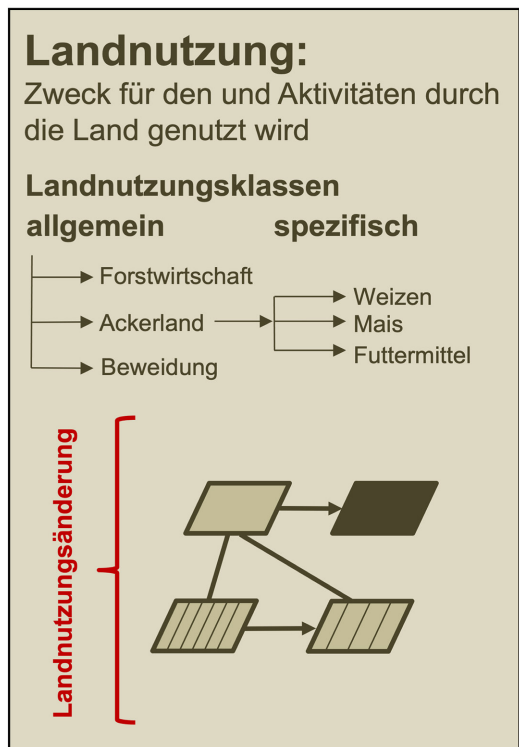 Landnutzung:
Zweck für den und Aktivitäten durch
die Land genutzt wird
Landnutzungsklassen
allgemein spezifisch
Forstwirtschaft
Ackerland
Beweidung
Weizen
Mais
Futtermittel
Landnutzungsänderung